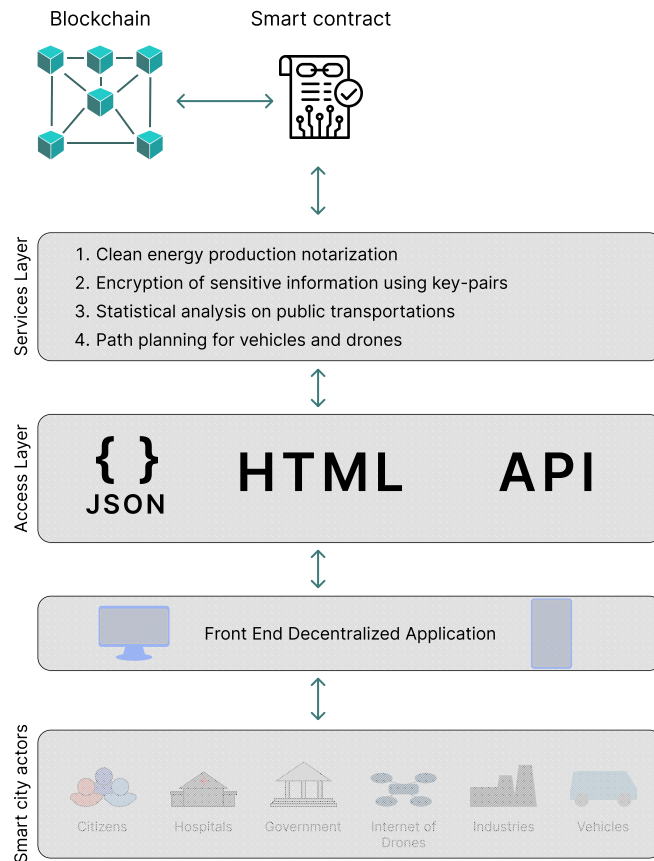 Blockchain
Smart contract
Services Layer
1. Clean energy production notarization
2. Encryption of sensitive information using key-pairs
3. Statistical analysis on public transportations
4. Path planning for vehicles and drones
Access Layer
{ }
JSON
HTML
API
Front End Decentralized Application
Smart city actors
Citizens
Hospitals
Government
Internet of
Drones
Industries
Vehicles